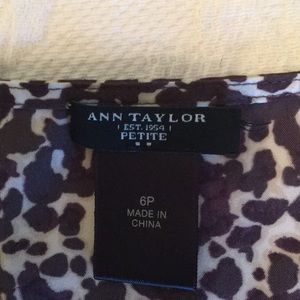 ANN TAYLOR
| EST. 1954 |
PETITE
6P
MADE IN
CHINA